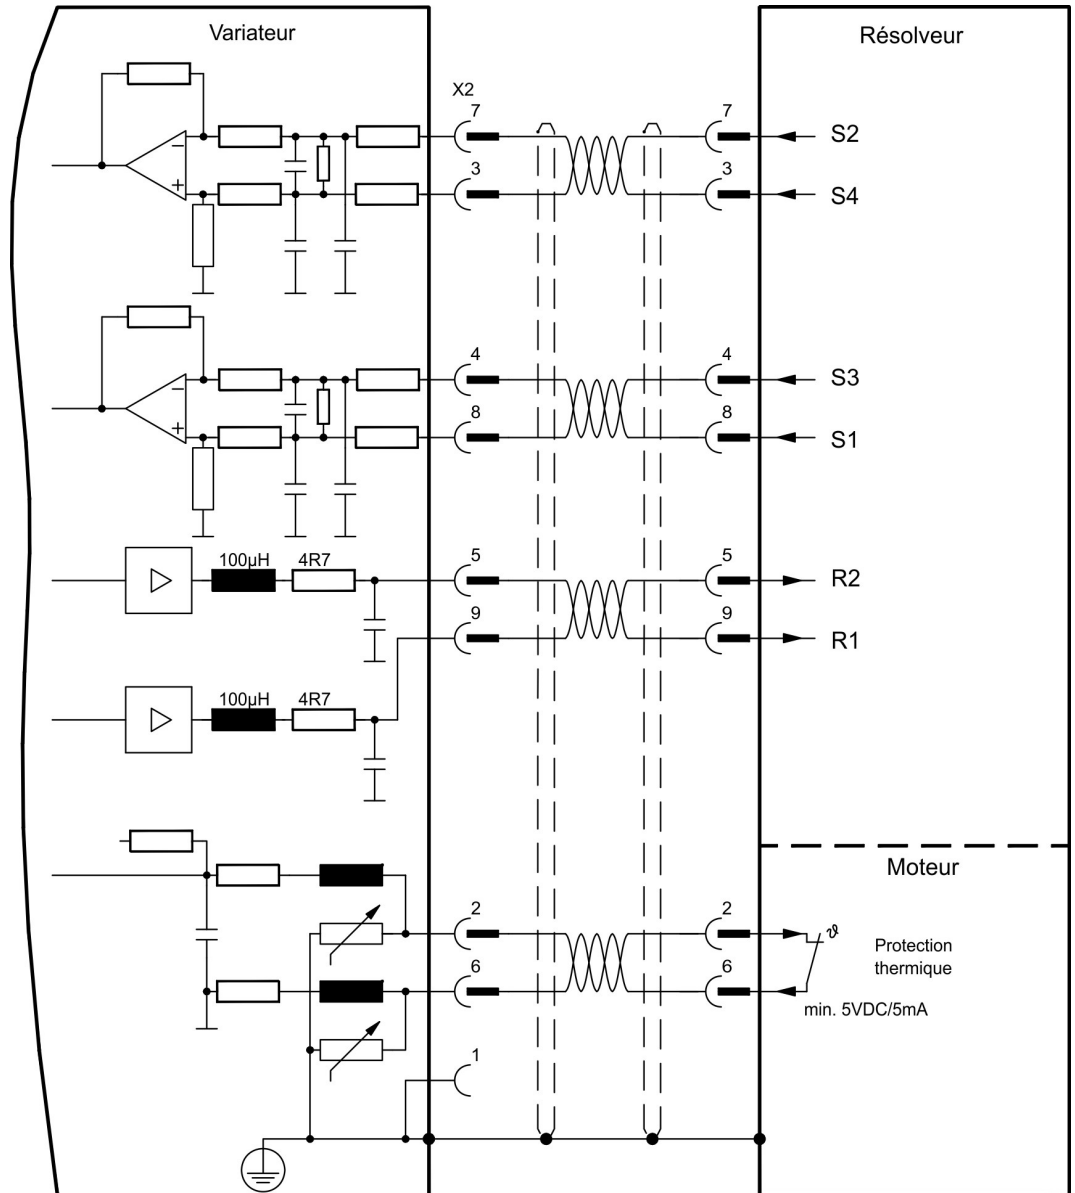 Variateur
Résolveur
X2
7
7
S2
3
3
S4
4
4
S3
8
8
S1
100µH
4R7
5
5
R2
9
9
R1
100µH
4R7
Moteur
2
2
ϑ
Protection
thermique
6
6
min. 5VDC/5mA
1
−
+
−
+